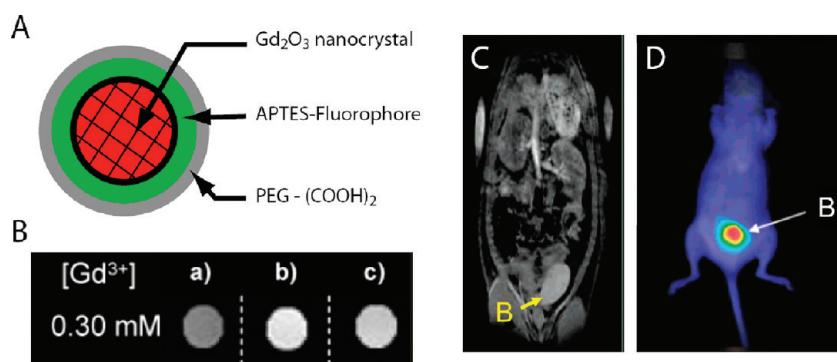 A
Gd₂O₃ nanocrystal
APTES-Fluorophore
PEG - (COOH)₂
B
[Gd³⁺] a) b) c)
0.30 mM
C
B
D
B